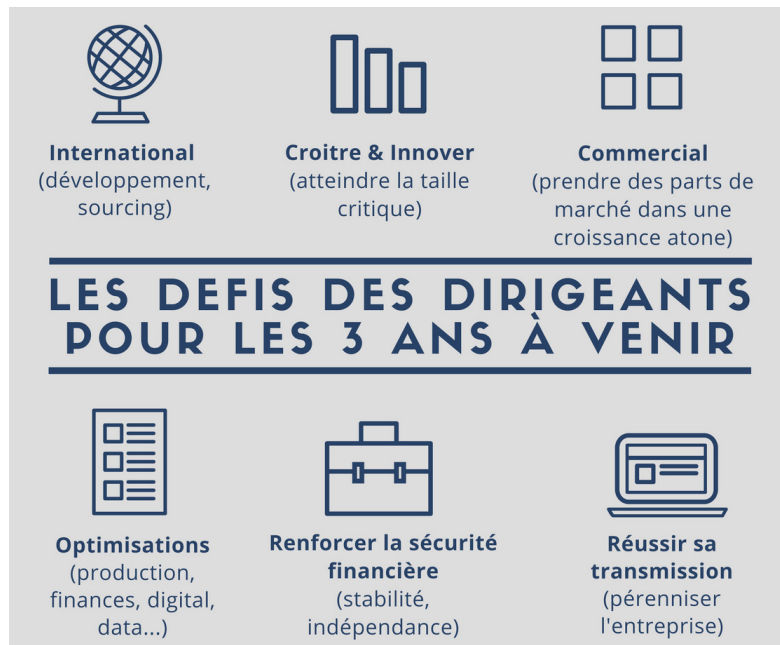 International
(développement,
sourcing)
Croitre & Innover
(atteindre la taille
critique)
Commercial
(prendre des parts de
marché dans une
croissance atone)
LES DEFIS DES DIRIGEANTS
POUR LES 3 ANS À VENIR
Optimisations
(production,
finances, digital,
data...)
Renforcer la sécurité
financière
(stabilité,
indépendance)
Réussir sa
transmission
(pérenniser
l'entreprise)